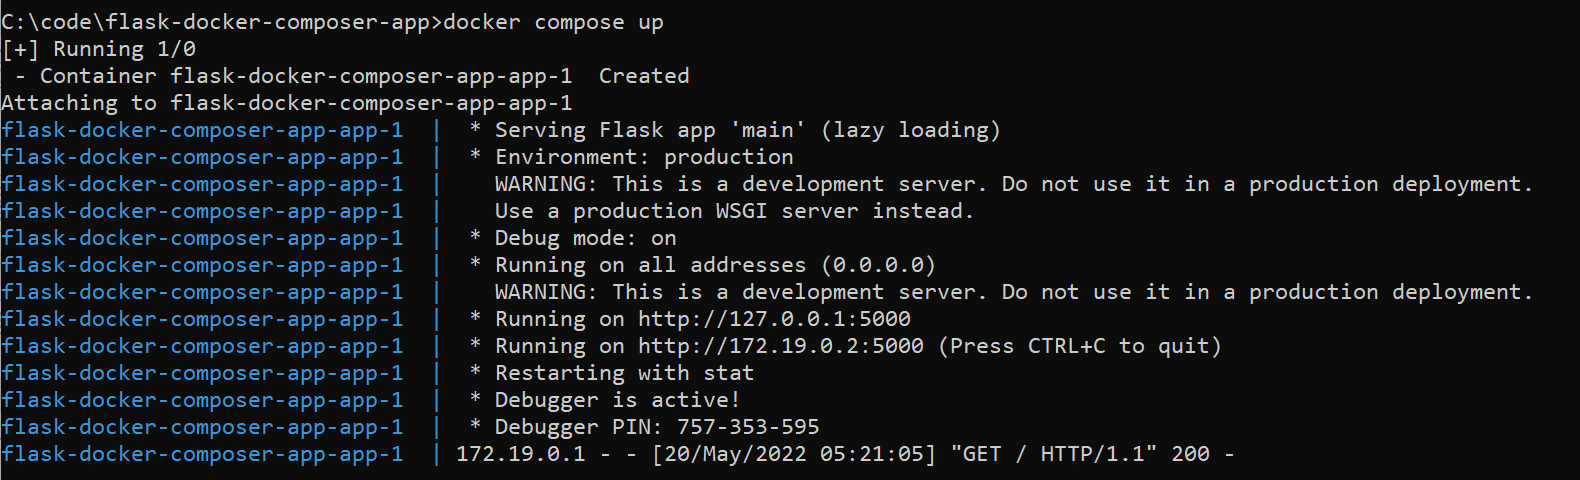 C:\code\flask-docker-composer-app>docker compose up
[+] Running 1/0
 - Container flask-docker-composer-app-app-1  Created
Attaching to flask-docker-composer-app-app-1
flask-docker-composer-app-app-1  |  * Serving Flask app 'main' (lazy loading)
flask-docker-composer-app-app-1  |  * Environment: production
flask-docker-composer-app-app-1  |    WARNING: This is a development server. Do not use it in a production deployment.
flask-docker-composer-app-app-1  |    Use a production WSGI server instead.
flask-docker-composer-app-app-1  |  * Debug mode: on
flask-docker-composer-app-app-1  |  * Running on all addresses (0.0.0.0)
flask-docker-composer-app-app-1  |    WARNING: This is a development server. Do not use it in a production deployment.
flask-docker-composer-app-app-1  |  * Running on http://127.0.0.1:5000
flask-docker-composer-app-app-1  |  * Running on http://172.19.0.2:5000 (Press CTRL+C to quit)
flask-docker-composer-app-app-1  |  * Restarting with stat
flask-docker-composer-app-app-1  |  * Debugger is active!
flask-docker-composer-app-app-1  |  * Debugger PIN: 757-353-595
flask-docker-composer-app-app-1  | 172.19.0.1 - - [20/May/2022 05:21:05] "GET / HTTP/1.1" 200 -